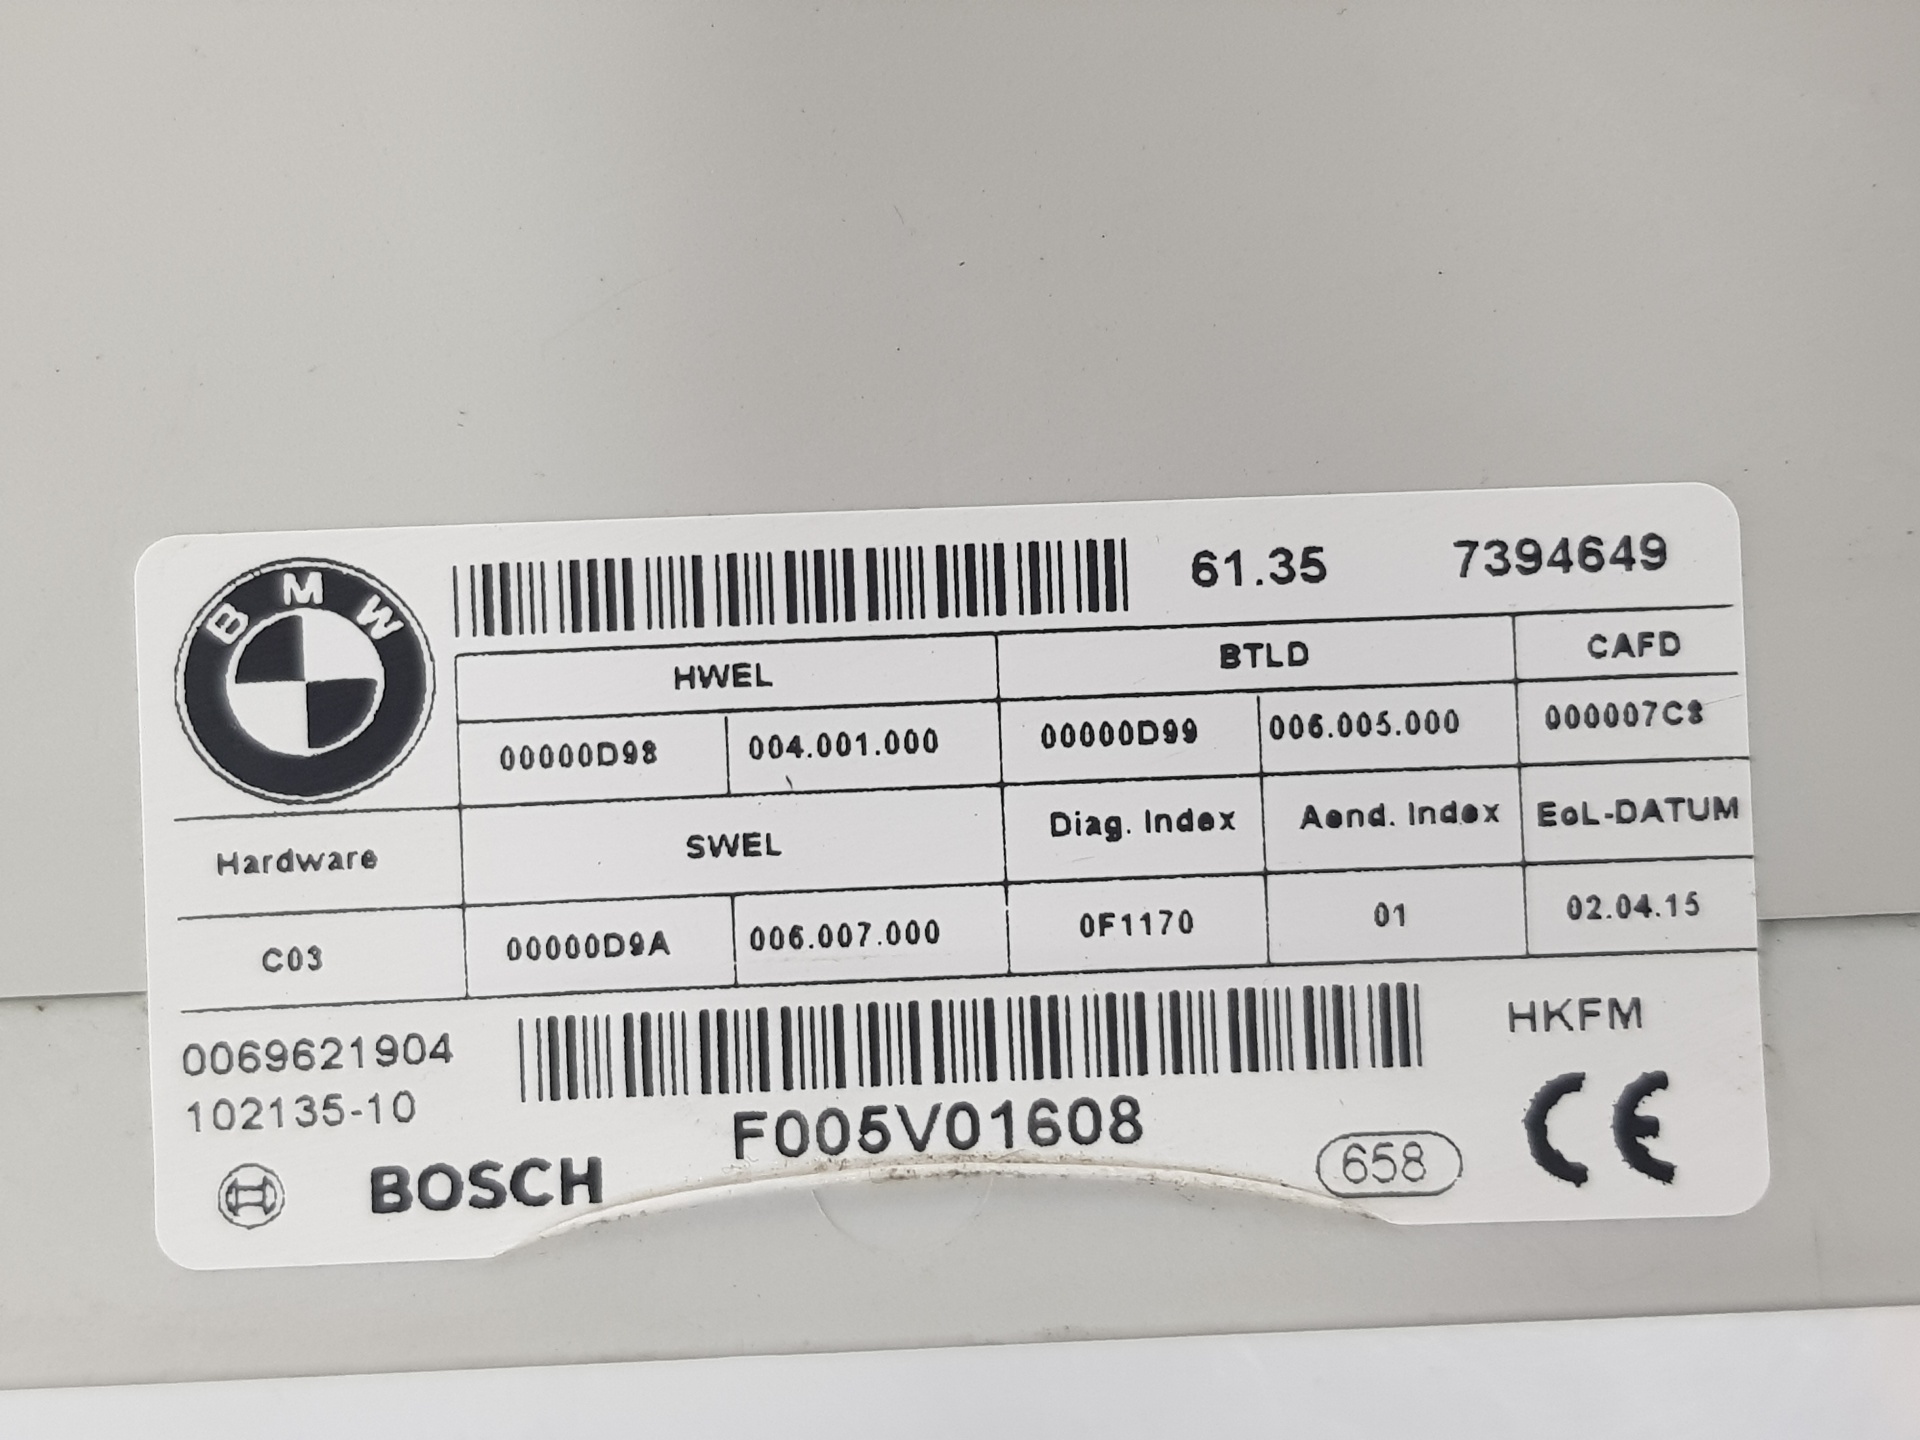 BMW
61.35 7394649
HWEL BTLD CAFD
00000D98 004.001.000 00000D99 006.005.000 000007C8
Hardware SWEL Diag. Index Aend. Index EoL-DATUM
C03 00000D9A 006.007.000 0F1170 01 02.04.15
0069621904 HKFM
102135-10
F005V01608
BOSCH 658 CE